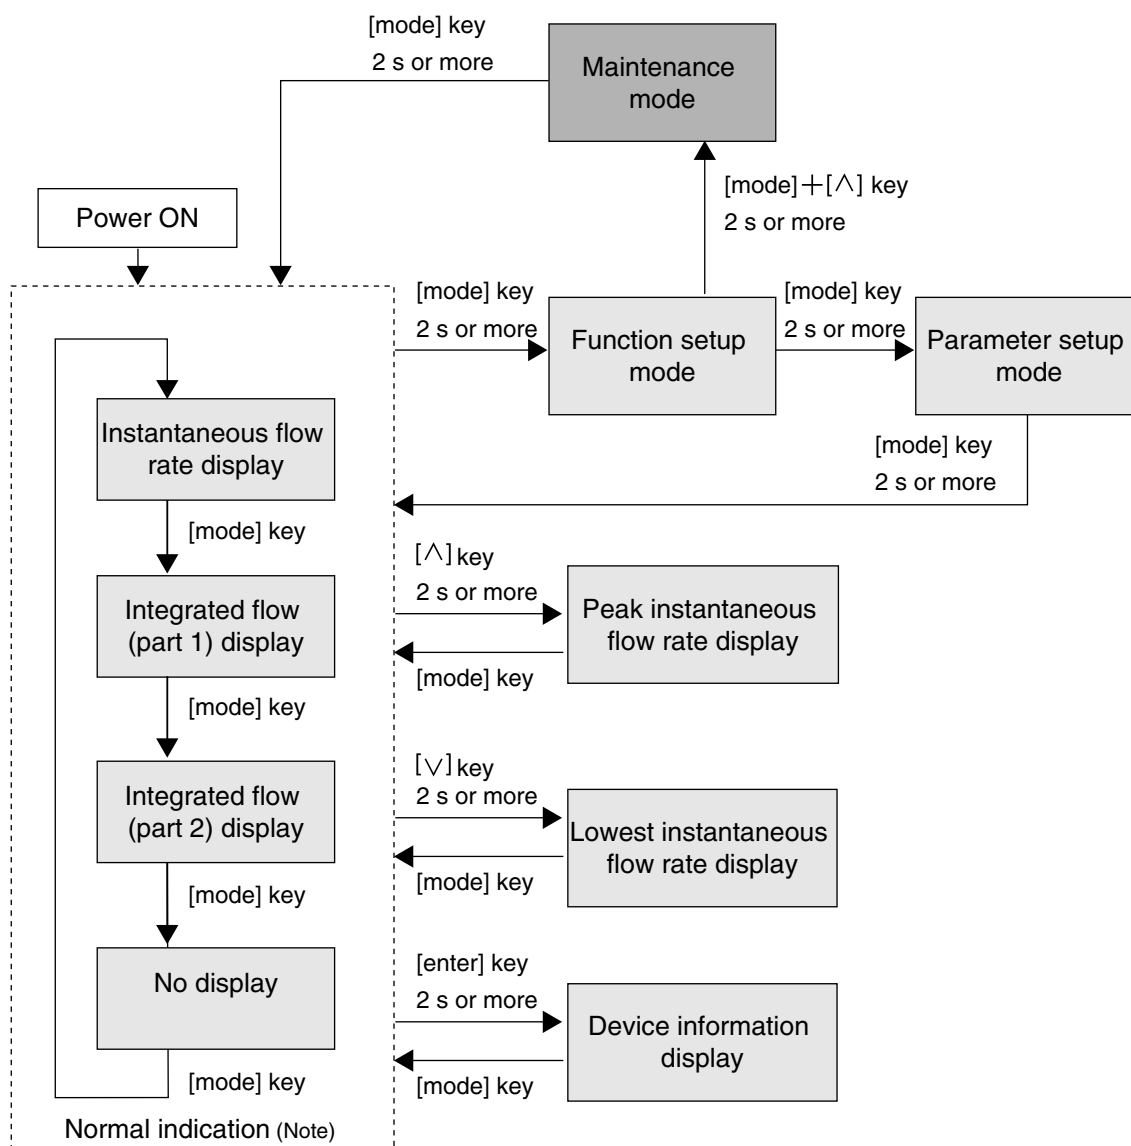 [mode] key
2 s or more
Maintenance
mode
[mode]+[∧] key
2 s or more
Power ON
[mode] key
2 s or more
Function setup
mode
[mode] key
2 s or more
Parameter setup
mode
[mode] key
2 s or more
Instantaneous flow
rate display
[mode] key
Integrated flow
(part 1) display
[mode] key
Integrated flow
(part 2) display
[mode] key
No display
[mode] key
Normal indication (Note)
[∧] key
2 s or more
Peak instantaneous
flow rate display
[mode] key
[∨] key
2 s or more
Lowest instantaneous
flow rate display
[mode] key
[enter] key
2 s or more
Device information
display
[mode] key